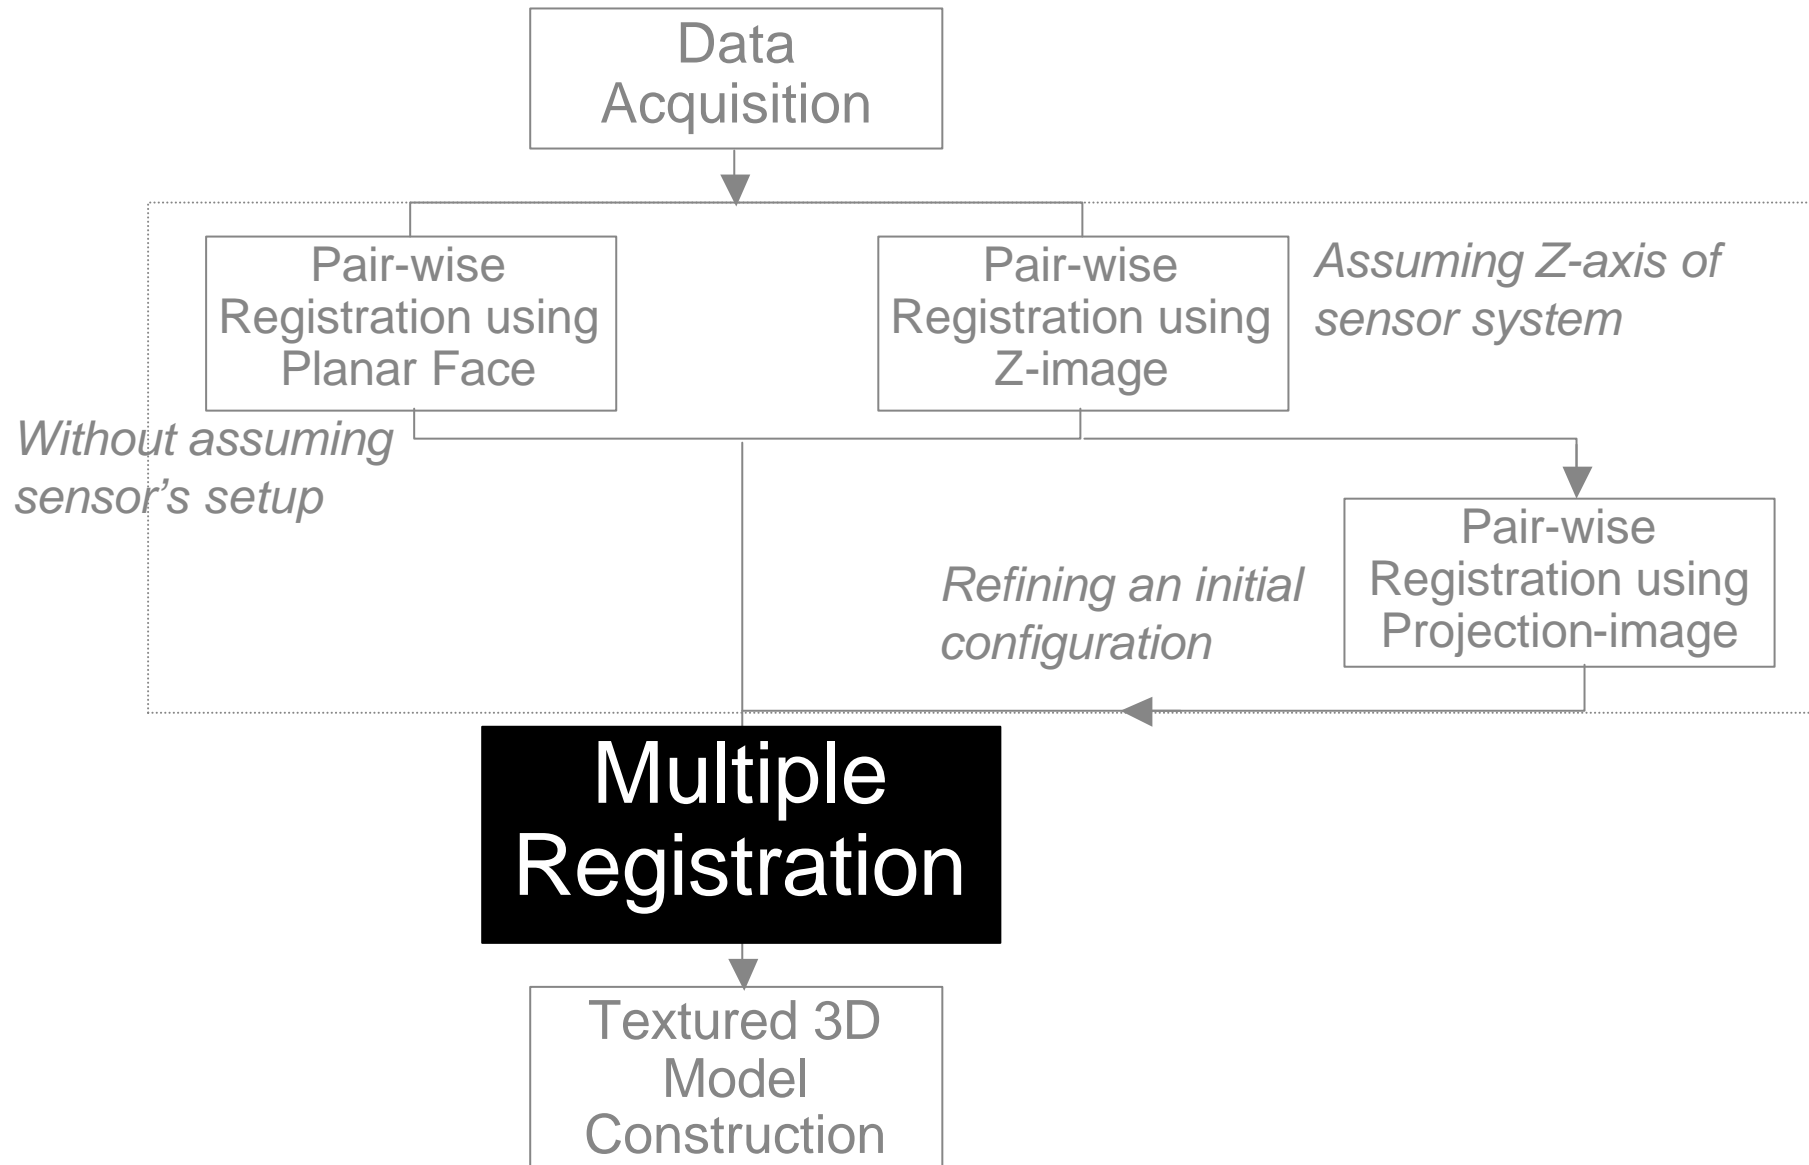 Data
Acquisition
Pair-wise
Registration using
Planar Face
Pair-wise
Registration using
Z-image
Assuming Z-axis of
sensor system
Without assuming
sensor’s setup
Pair-wise
Registration using
Projection-image
Refining an initial
configuration
Multiple
Registration
Textured 3D
Model
Construction